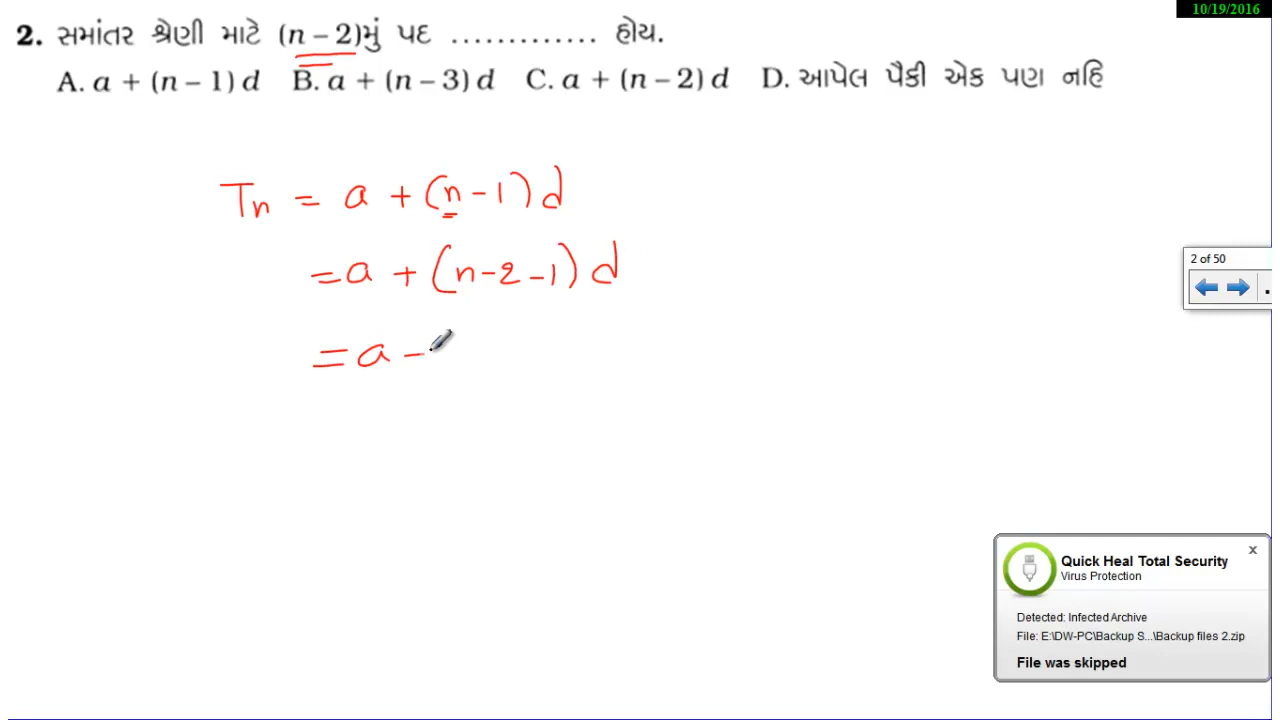 10/19/2016
2. સમાંતર શ્રેણી માટે (n – 2)મું પદ ............. હોય.
A. a + (n – 1) d B. a + (n – 3) d C. a + (n – 2) d D. આપેલ પૈકી એક પણ નહિ
Tn = a + (n - 1) d
= a + (n - 2 - 1) d
= a -
2 of 50
Quick Heal Total Security
Virus Protection
x
Detected: Infected Archive
File: E:\DW-PC\Backup S...\Backup files 2.zip
File was skipped